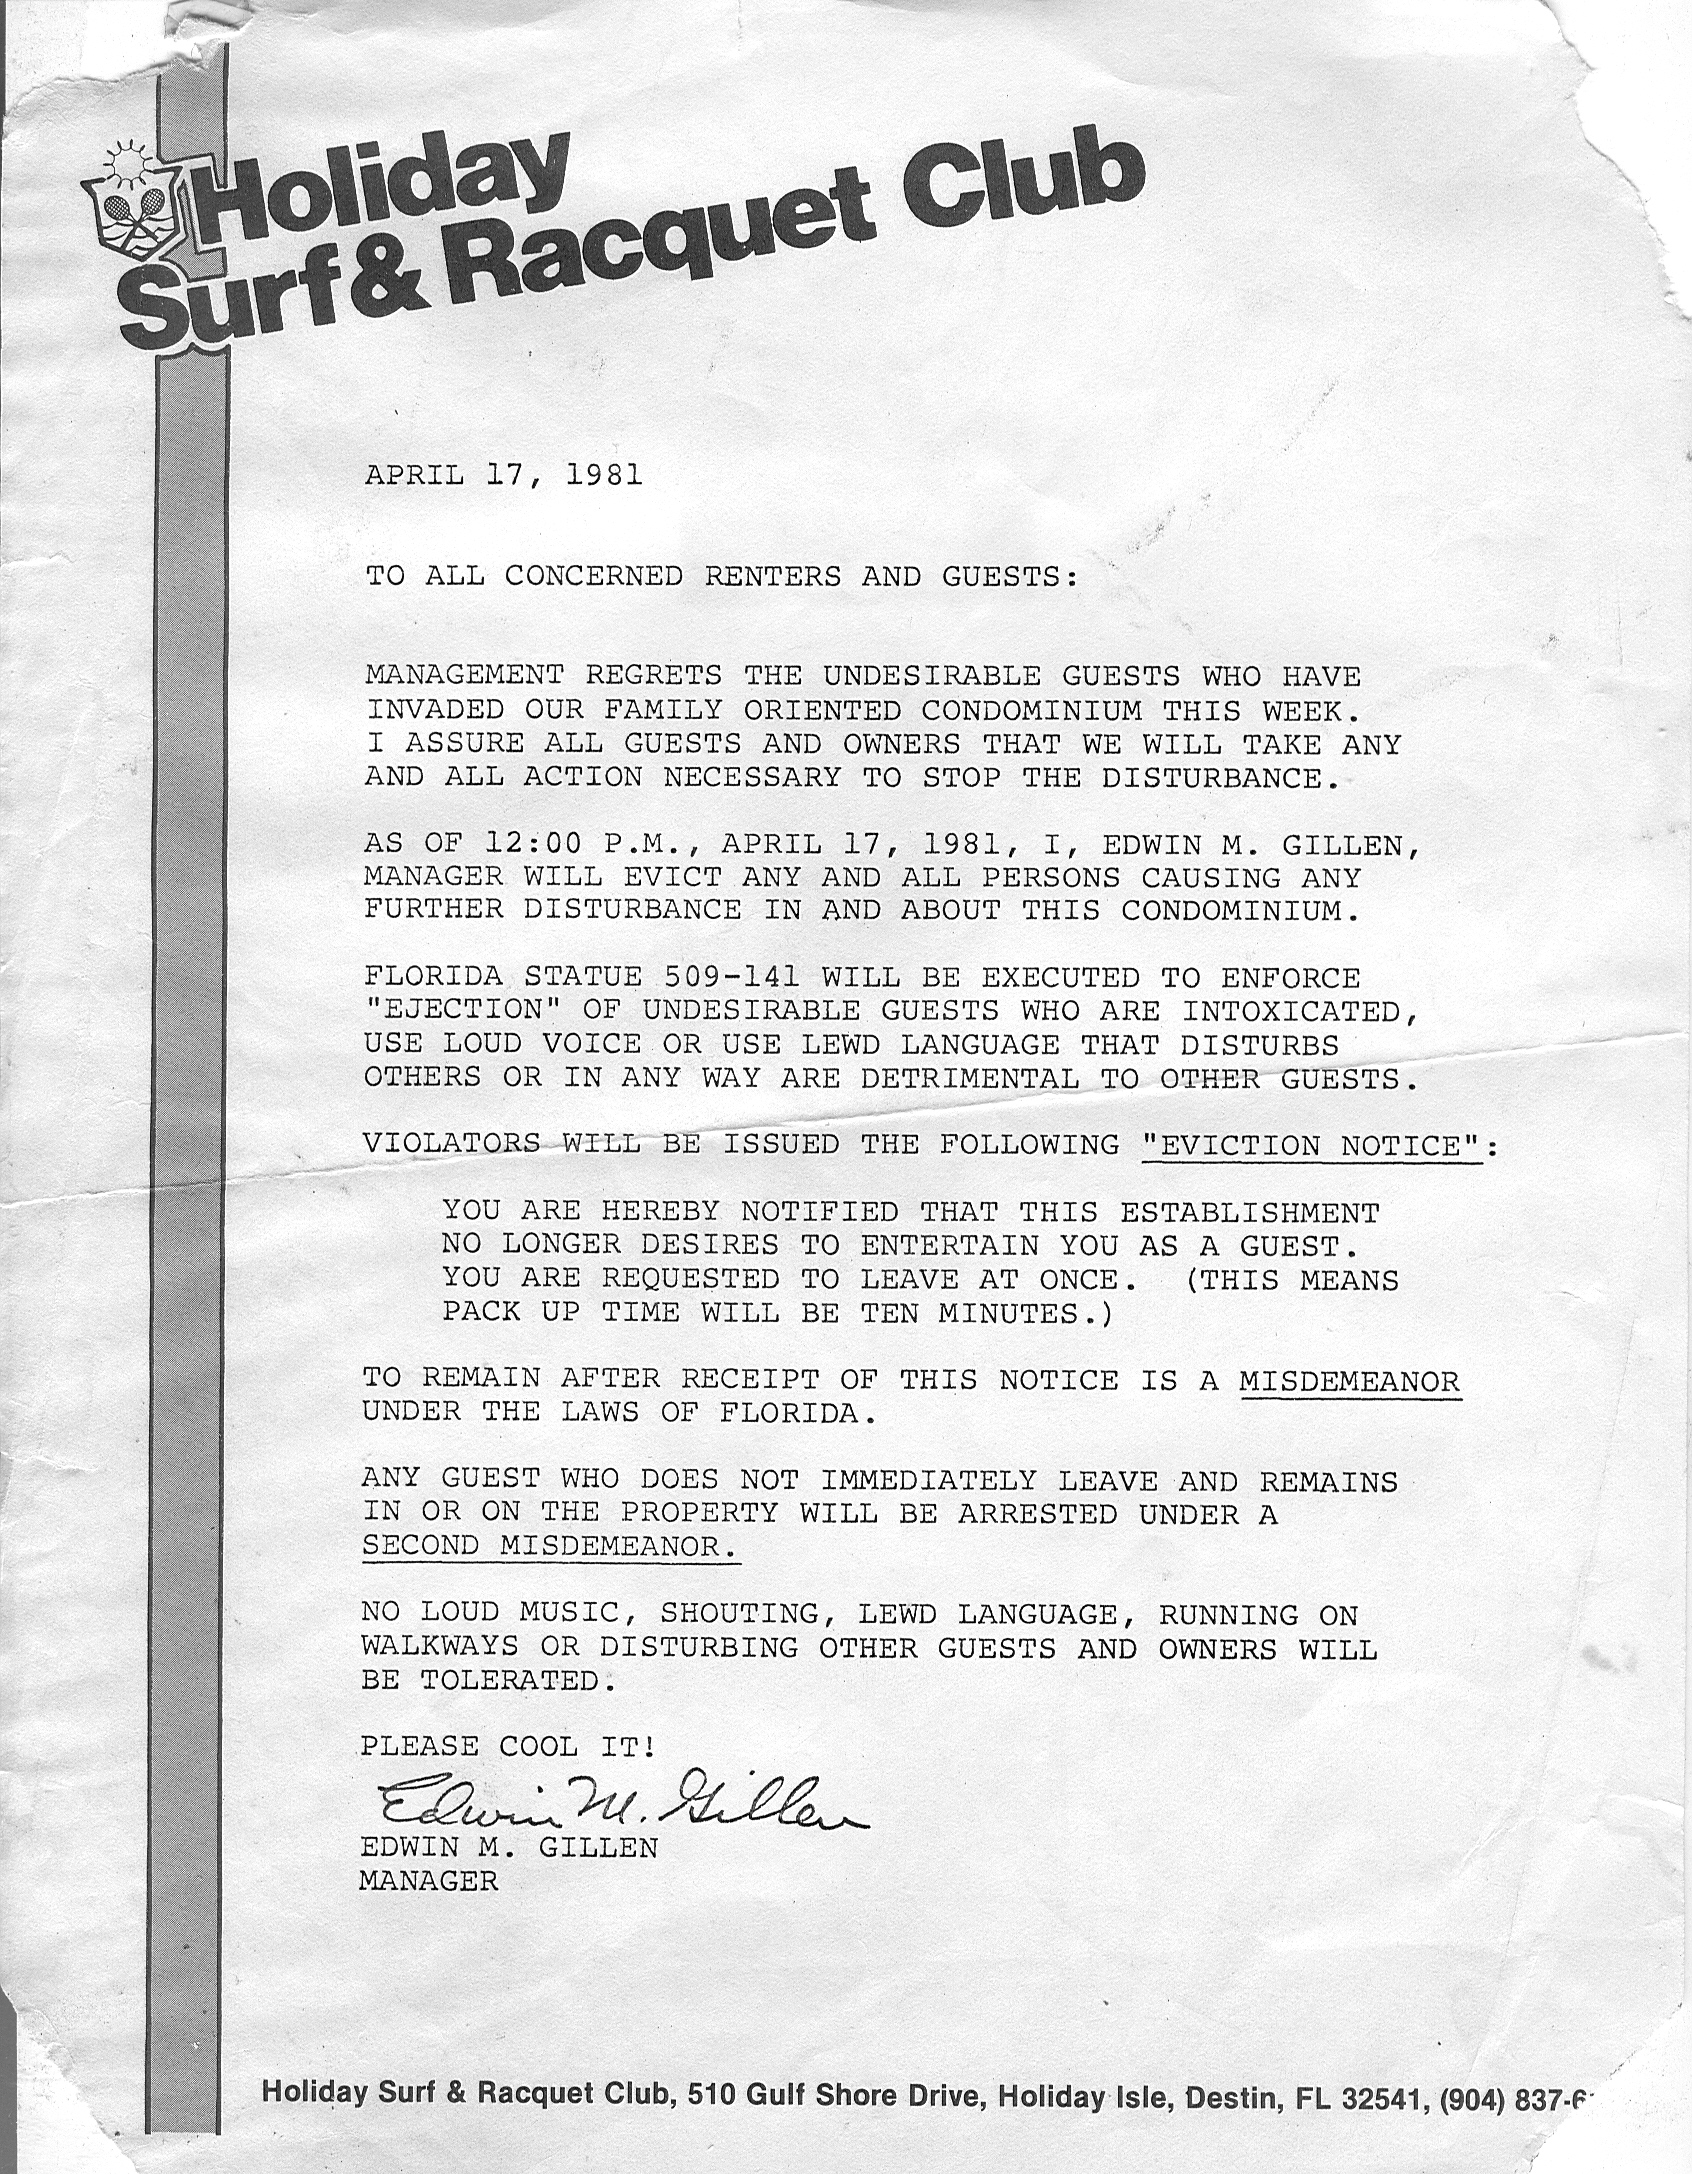 Holiday
Surf & Racquet Club
APRIL 17, 1981
TO ALL CONCERNED RENTERS AND GUESTS:
MANAGEMENT REGRETS THE UNDESIRABLE GUESTS WHO HAVE
INVADED OUR FAMILY ORIENTED CONDOMINIUM THIS WEEK.
I ASSURE ALL GUESTS AND OWNERS THAT WE WILL TAKE ANY
AND ALL ACTION NECESSARY TO STOP THE DISTURBANCE.
AS OF 12:00 P.M., APRIL 17, 1981, I, EDWIN M. GILLEN,
MANAGER WILL EVICT ANY AND ALL PERSONS CAUSING ANY
FURTHER DISTURBANCE IN AND ABOUT THIS CONDOMINIUM.
FLORIDA STATUE 509-141 WILL BE EXECUTED TO ENFORCE
"EJECTION" OF UNDESIRABLE GUESTS WHO ARE INTOXICATED,
USE LOUD VOICE OR USE LEWD LANGUAGE THAT DISTURBS
OTHERS OR IN ANY WAY ARE DETRIMENTAL TO OTHER GUESTS.
VIOLATORS WILL BE ISSUED THE FOLLOWING "EVICTION NOTICE":
YOU ARE HEREBY NOTIFIED THAT THIS ESTABLISHMENT
NO LONGER DESIRES TO ENTERTAIN YOU AS A GUEST.
YOU ARE REQUESTED TO LEAVE AT ONCE. (THIS MEANS
PACK UP TIME WILL BE TEN MINUTES.)
TO REMAIN AFTER RECEIPT OF THIS NOTICE IS A MISDEMEANOR
UNDER THE LAWS OF FLORIDA.
ANY GUEST WHO DOES NOT IMMEDIATELY LEAVE AND REMAINS
IN OR ON THE PROPERTY WILL BE ARRESTED UNDER A
SECOND MISDEMEANOR.
NO LOUD MUSIC, SHOUTING, LEWD LANGUAGE, RUNNING ON
WALKWAYS OR DISTURBING OTHER GUESTS AND OWNERS WILL
BE TOLERATED.
PLEASE COOL IT!
Edwin M. Gillen
EDWIN M. GILLEN
MANAGER
Holiday Surf & Racquet Club, 510 Gulf Shore Drive, Holiday Isle, Destin, FL 32541, (904) 837-